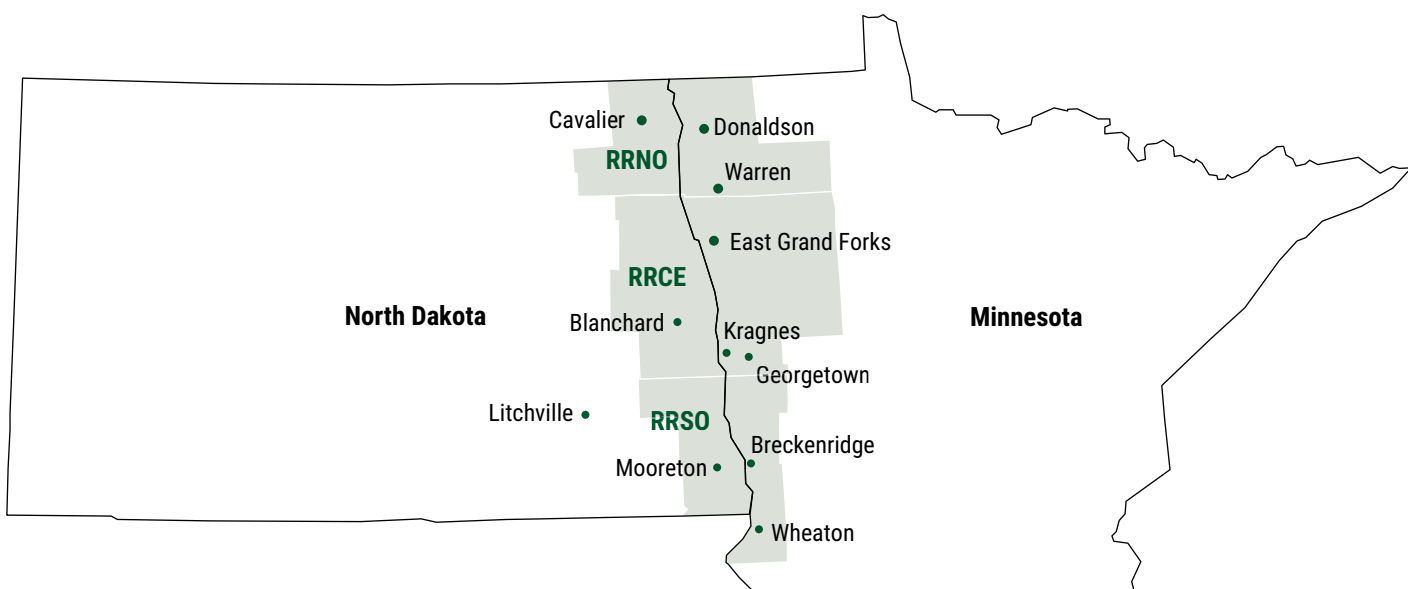 Cavalier
Donaldson
RRNO
Warren
East Grand Forks
RRCE
North Dakota
Minnesota
Blanchard
Kragnes
Georgetown
Litchville
RRSO
Breckenridge
Mooreton
Wheaton